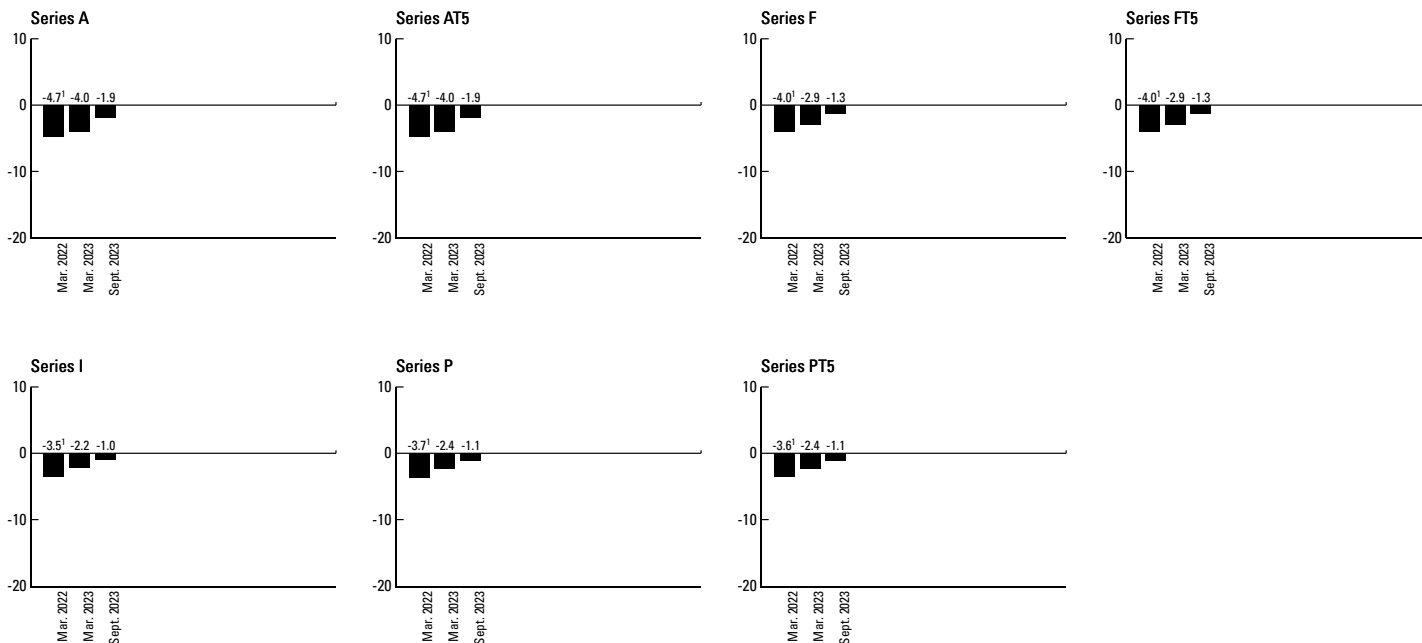 Series A
10
0
-10
-20
-4.7¹ -4.0 -1.9
Mar. 2022
Mar. 2023
Sept. 2023
Series AT5
10
0
-10
-20
-4.7¹ -4.0 -1.9
Mar. 2022
Mar. 2023
Sept. 2023
Series F
10
0
-10
-20
-4.0¹ -2.9 -1.3
Mar. 2022
Mar. 2023
Sept. 2023
Series FT5
10
0
-10
-20
-4.0¹ -2.9 -1.3
Mar. 2022
Mar. 2023
Sept. 2023
Series I
10
0
-10
-20
-3.5¹ -2.2 -1.0
Mar. 2022
Mar. 2023
Sept. 2023
Series P
10
0
-10
-20
-3.7¹ -2.4 -1.1
Mar. 2022
Mar. 2023
Sept. 2023
Series PT5
10
0
-10
-20
-3.6¹ -2.4 -1.1
Mar. 2022
Mar. 2023
Sept. 2023